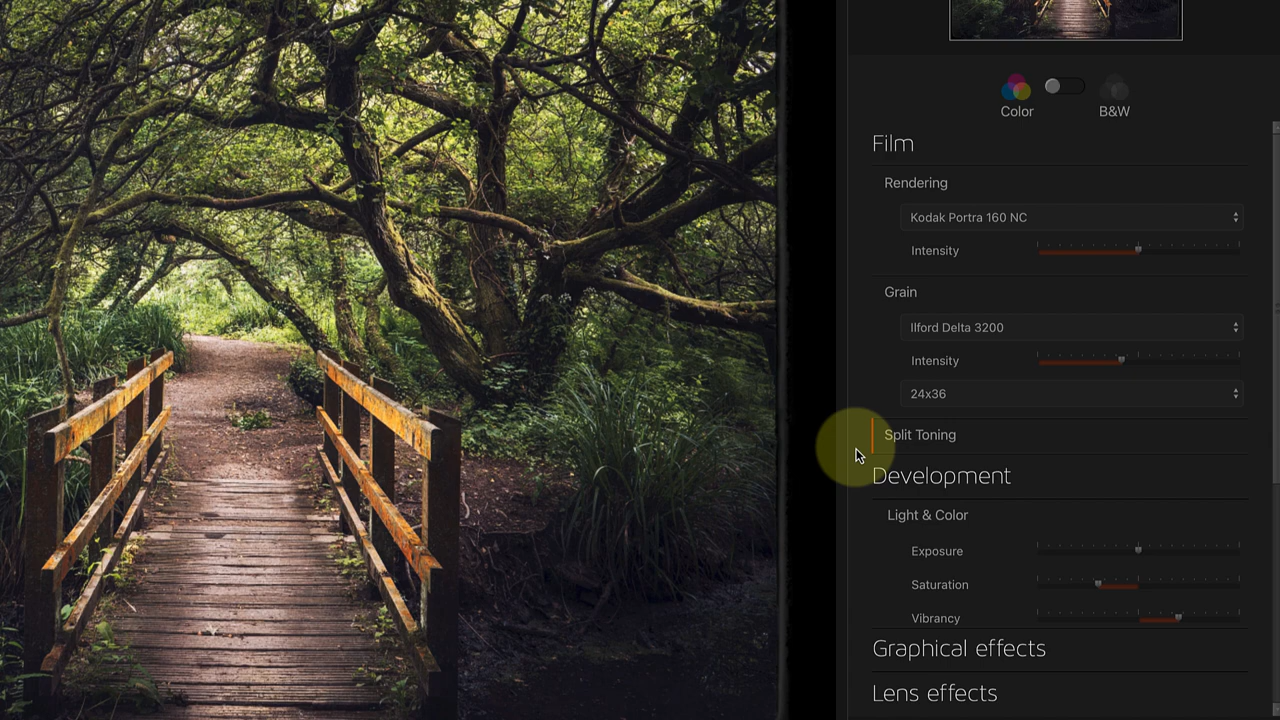 Color
B&W
Film
Rendering
Kodak Portra 160 NC
Intensity
Grain
Ilford Delta 3200
Intensity
24x36
Split Toning
Development
Light & Color
Exposure
Saturation
Vibrancy
Graphical effects
Lens effects